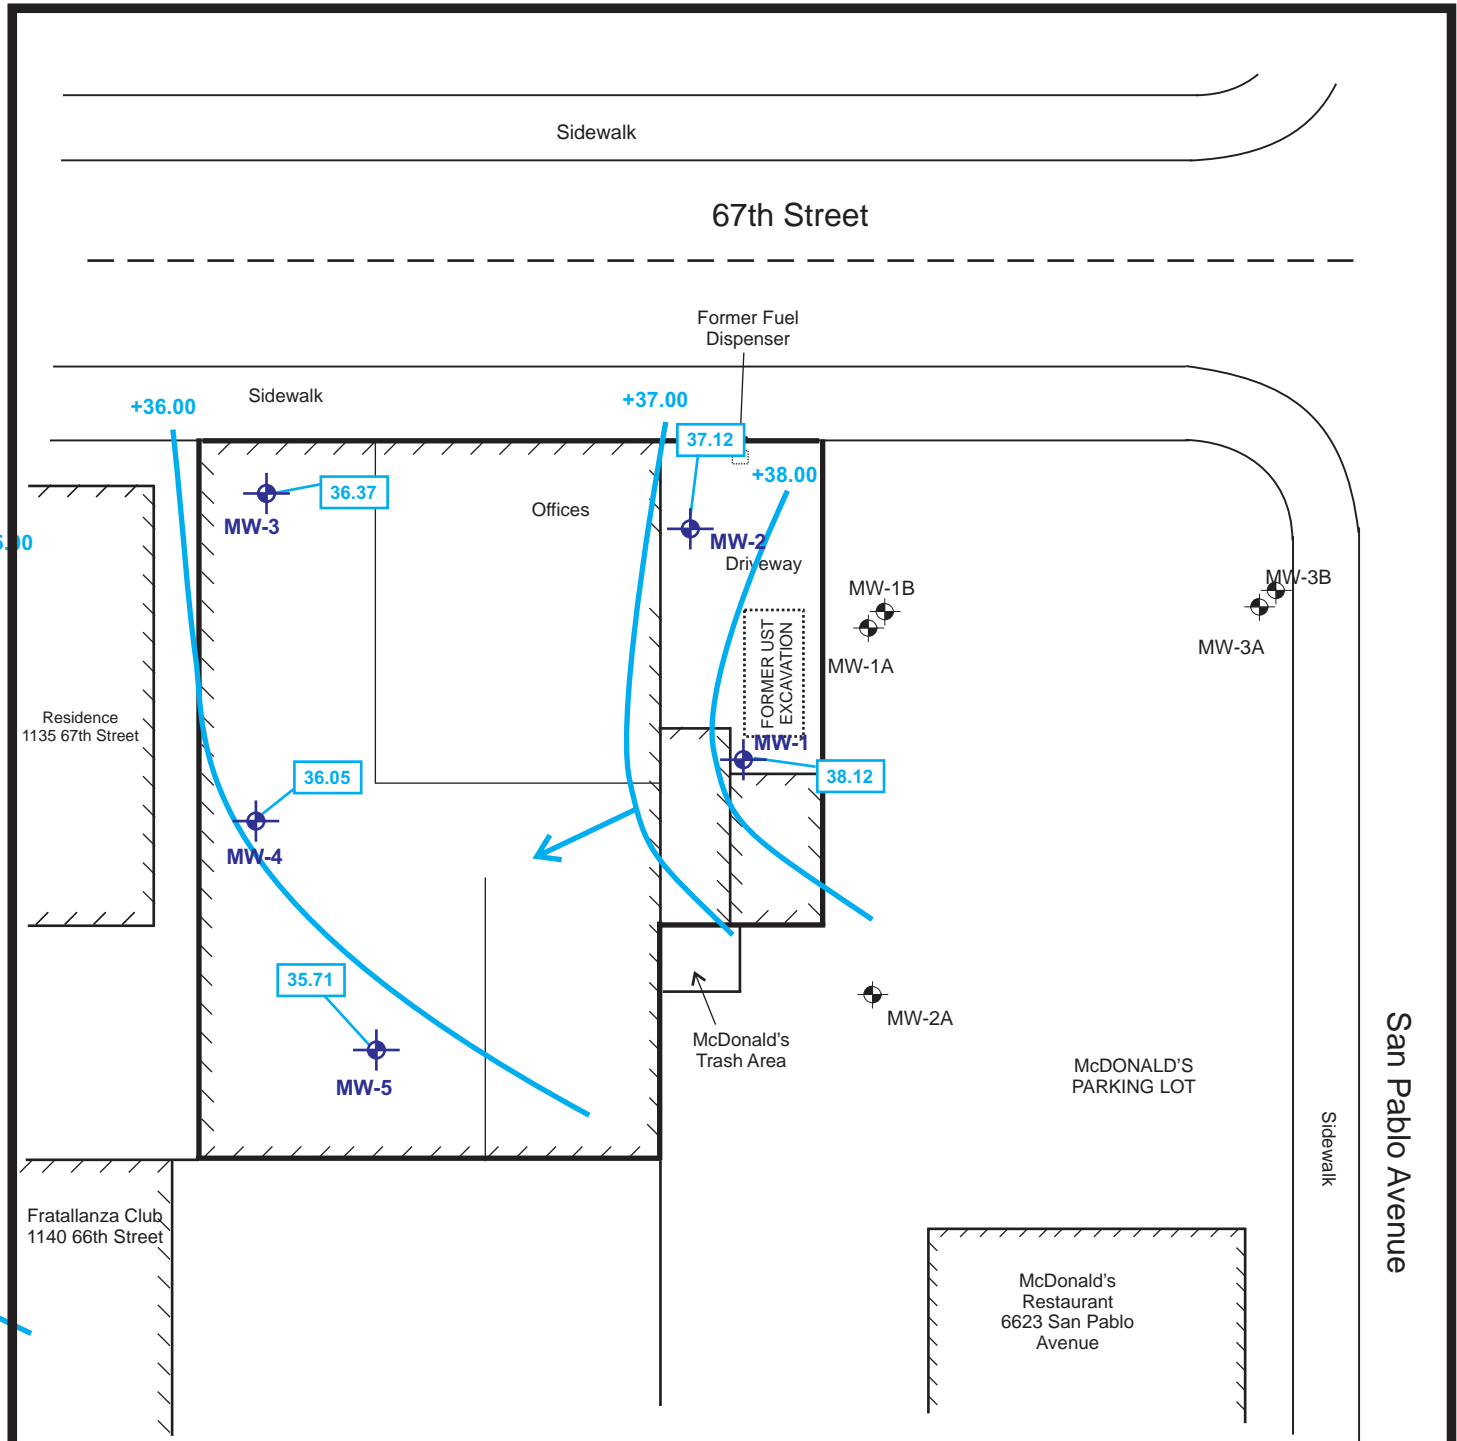 Sidewalk
67th Street
Former Fuel
Dispenser
Sidewalk
+36.00
+37.00
37.12
+38.00
36.37
MW-3
Offices
MW-2
Driveway
5.00
MW-1B
MW-3B
MW-1A
MW-3A
FORMER UST
EXCAVATION
Residence
1135 67th Street
MW-1
36.05
38.12
MW-4
35.71
MW-5
MW-2A
McDonald's
Trash Area
McDONALD'S
PARKING LOT
San Pablo Avenue
Sidewalk
Fratallanza Club
1140 66th Street
McDonald's
Restaurant
6623 San Pablo
Avenue